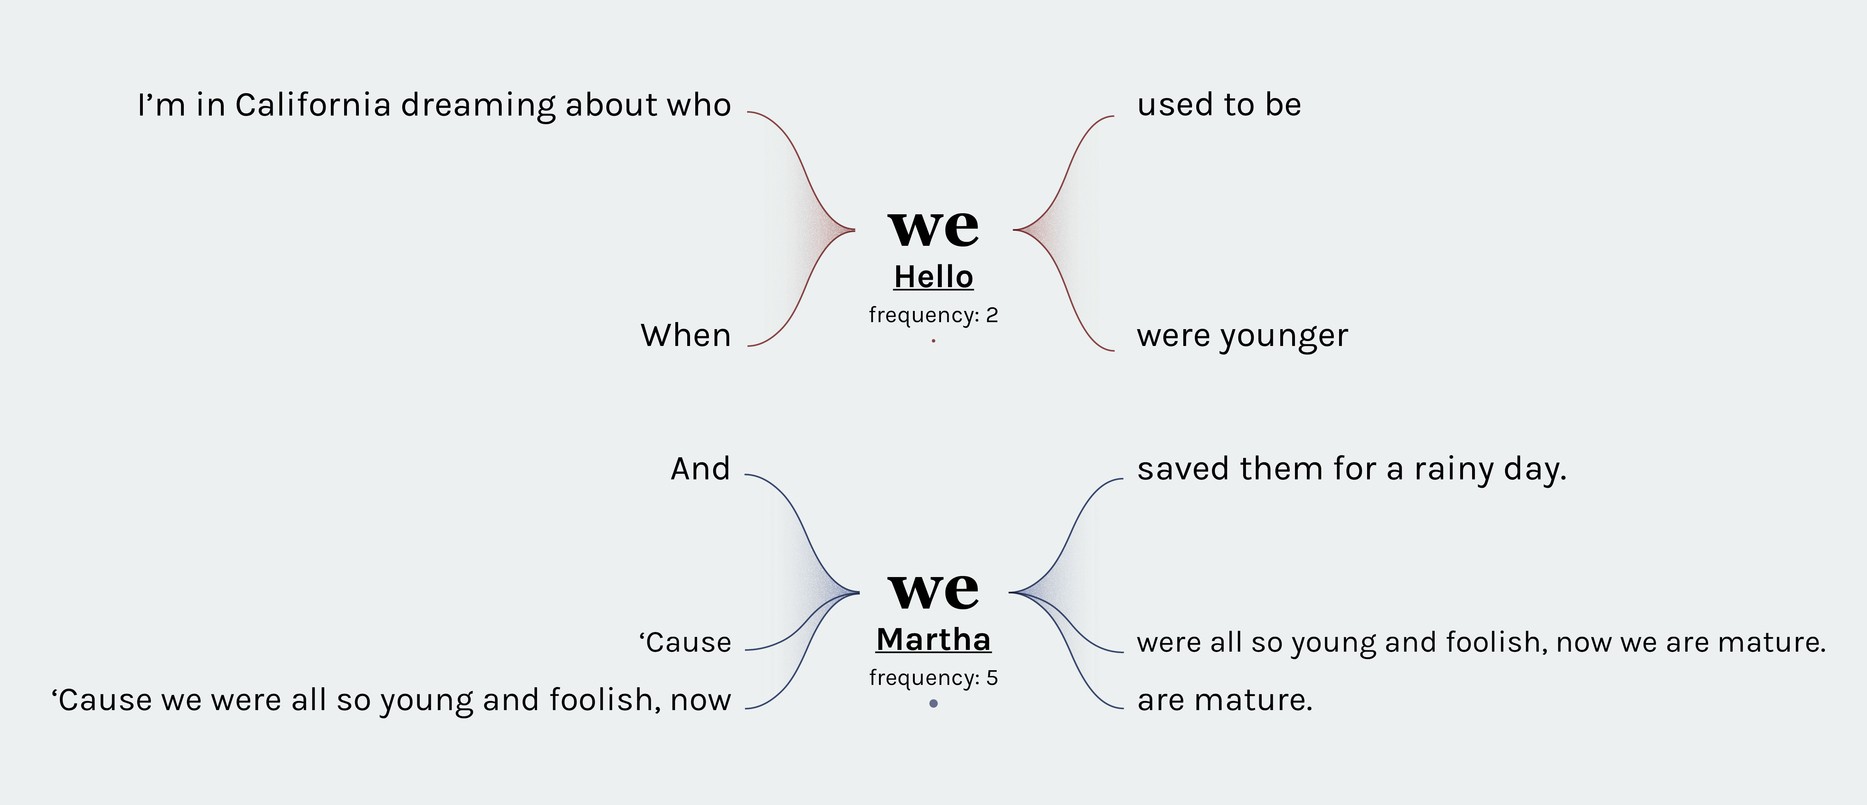 I’m in California dreaming about who
used to be
we
Hello
frequency: 2
When
were younger
And
saved them for a rainy day.
we
Martha
frequency: 5
‘Cause
were all so young and foolish, now we are mature.
‘Cause we were all so young and foolish, now
are mature.